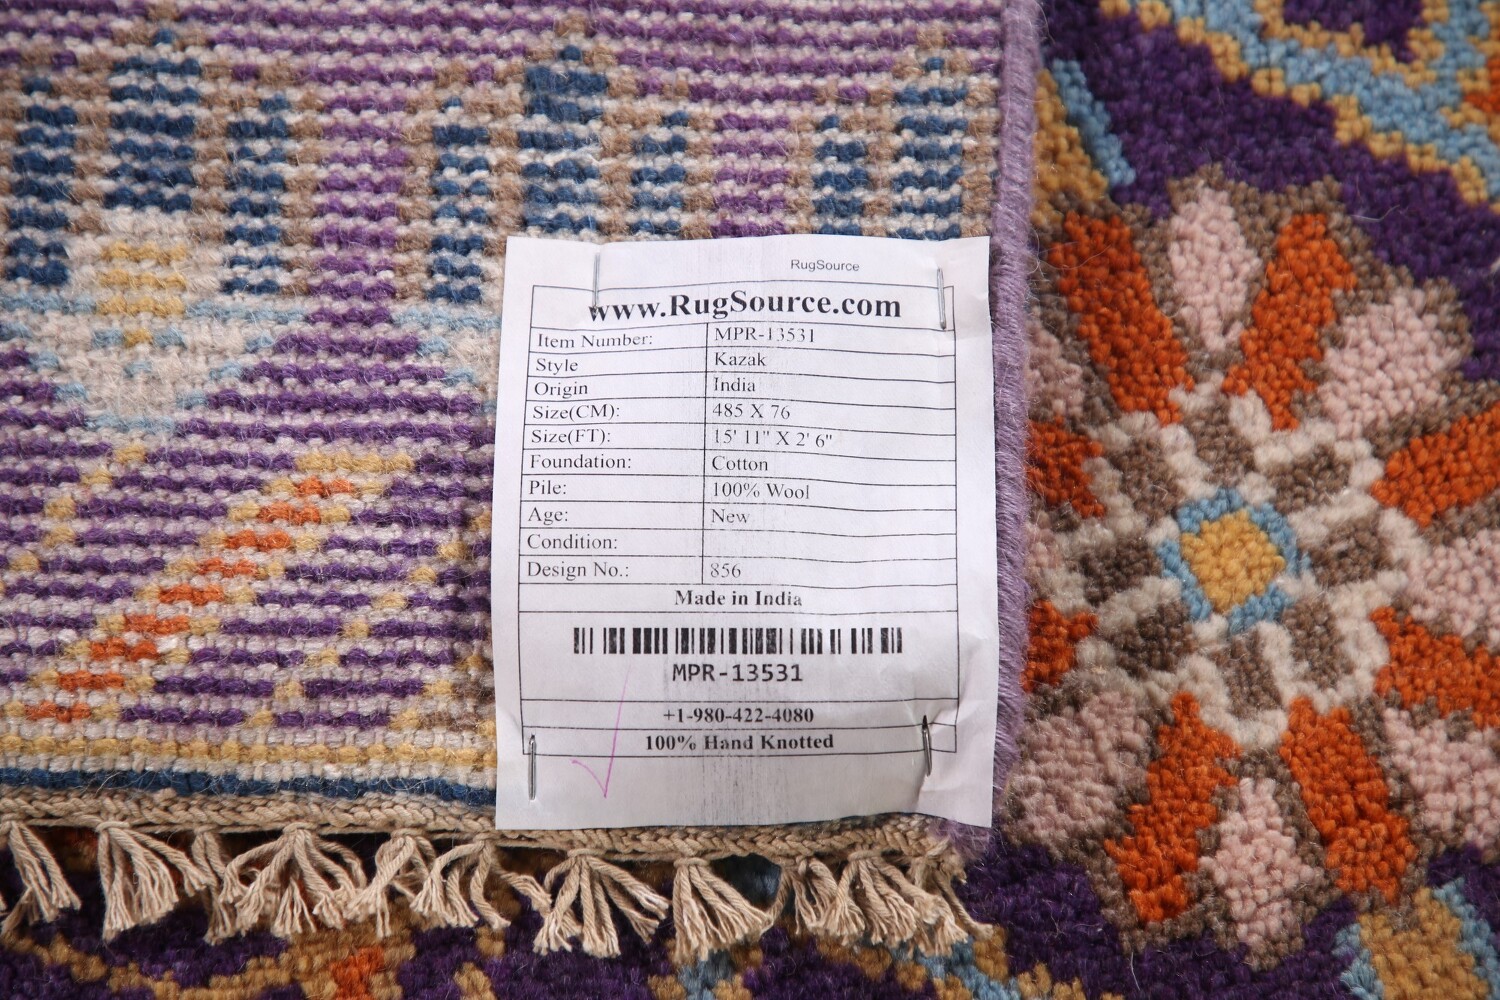 RugSource
www.RugSource.com
Item Number: MPR-13531
Style Kazak
Origin India
Size(CM): 485 X 76
Size(FT): 15' 11" X 2' 6"
Foundation: Cotton
Pile: 100% Wool
Age: New
Condition:
Design No.: 856
Made in India
MPR-13531
+1-980-422-4080
100% Hand Knotted